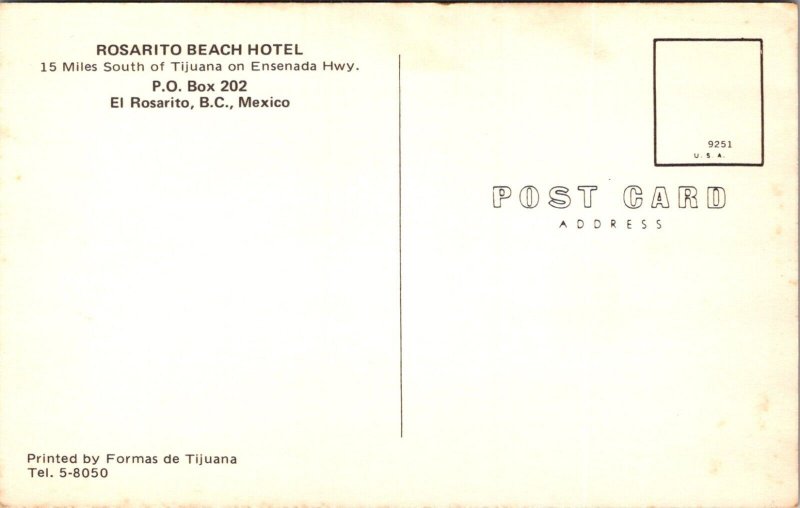 ROSARITO BEACH HOTEL
15 Miles South of Tijuana on Ensenada Hwy.
P.O. Box 202
El Rosarito, B.C., Mexico
9251
U. S. A.
POST CARD
ADDRESS
Printed by Formas de Tijuana
Tel. 5-8050